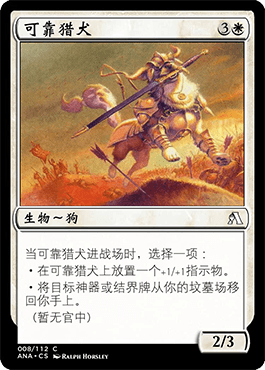 可靠猎犬 3
生物～狗
当可靠猎犬进战场时，选择一项：
·在可靠猎犬上放置一个+1/+1指示物。
·将目标神器或结界牌从你的坟墓场移
回你手上。
（暂无官中）
2/3
008/112 C
ANA • CS RALPH HORSLEY